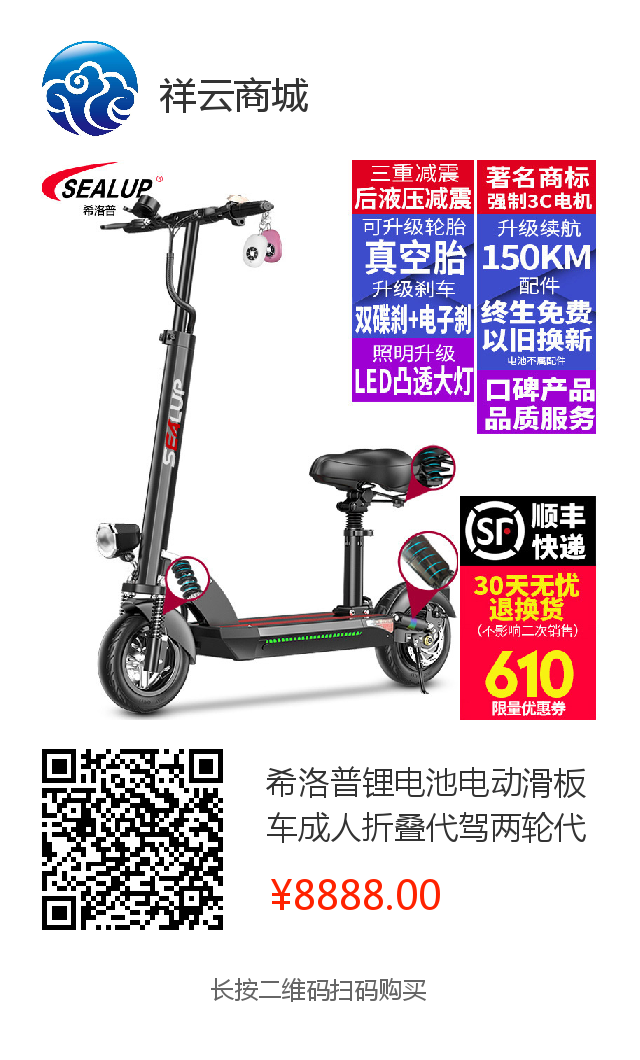 祥云商城
SEALUP®
希洛普
三重减震
后液压减震
可升级轮胎
真空胎
升级刹车
双碟刹+电子刹
照明升级
LED凸透大灯
著名商标
强制3C电机
升级续航
150KM
配件
终生免费
以旧换新
电池不属配件
口碑产品
品质服务
SEALUP
SF
顺丰
快递
30天无忧
退换货
(不影响二次销售)
610
限量优惠券
希洛普锂电池电动滑板
车成人折叠代驾两轮代
¥8888.00
长按二维码扫码购买